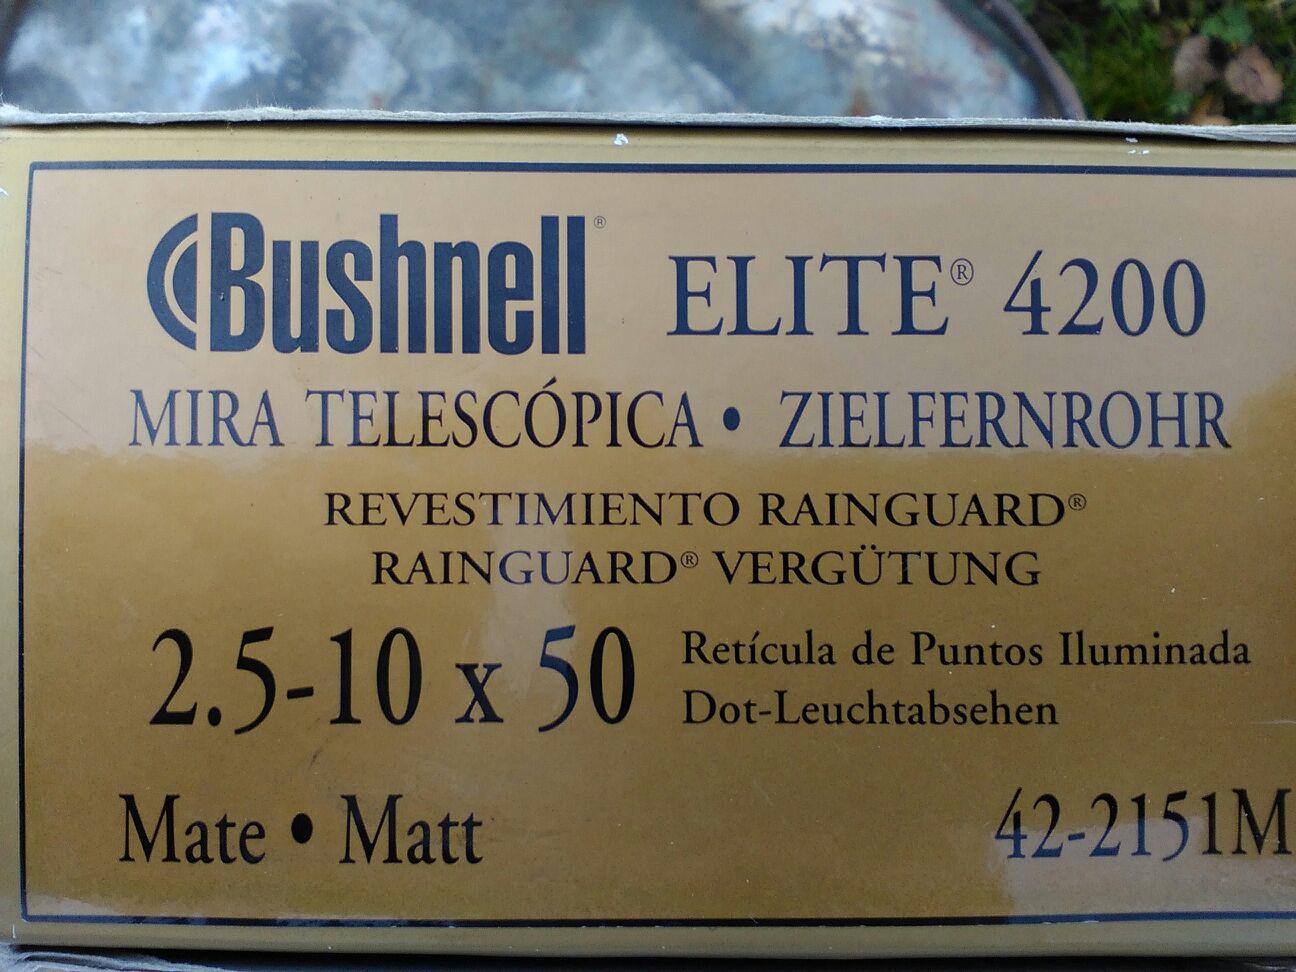 Bushnell® ELITE® 4200
MIRA TELESCÓPICA • ZIELFERNROHR
REVESTIMIENTO RAINGUARD®
RAINGUARD® VERGÜTUNG
2.5-10 x 50
Retícula de Puntos Iluminada
Dot-Leuchtabsehen
Mate • Matt
42-2151M